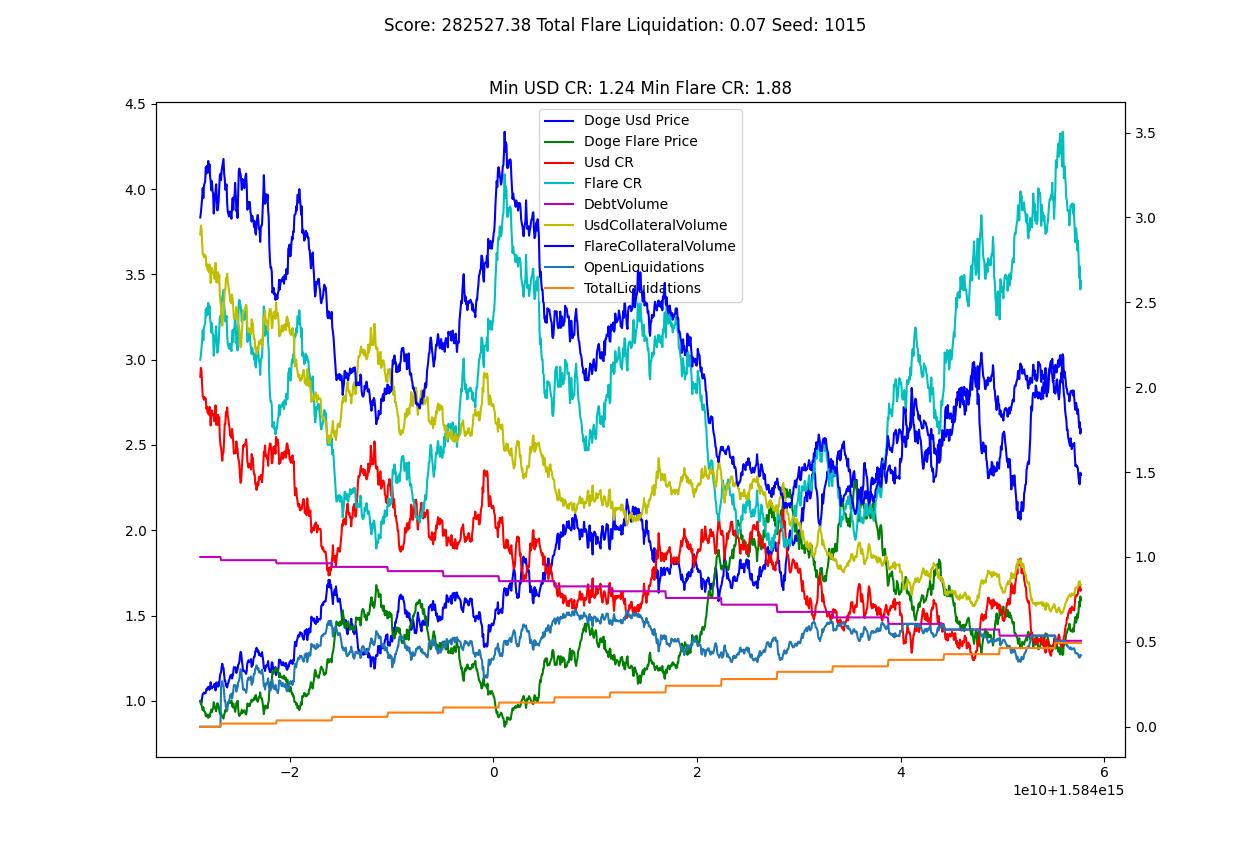 Score: 282527.38 Total Flare Liquidation: 0.07 Seed: 1015
Min USD CR: 1.24 Min Flare CR: 1.88
Doge Usd Price
Doge Flare Price
Usd CR
Flare CR
DebtVolume
UsdCollateralVolume
FlareCollateralVolume
OpenLiquidations
TotalLiquidations
4.5
4.0
3.5
3.0
2.5
2.0
1.5
1.0
3.5
3.0
2.5
2.0
1.5
1.0
0.5
0.0
−2
0
2
4
6
1e10+1.584e15